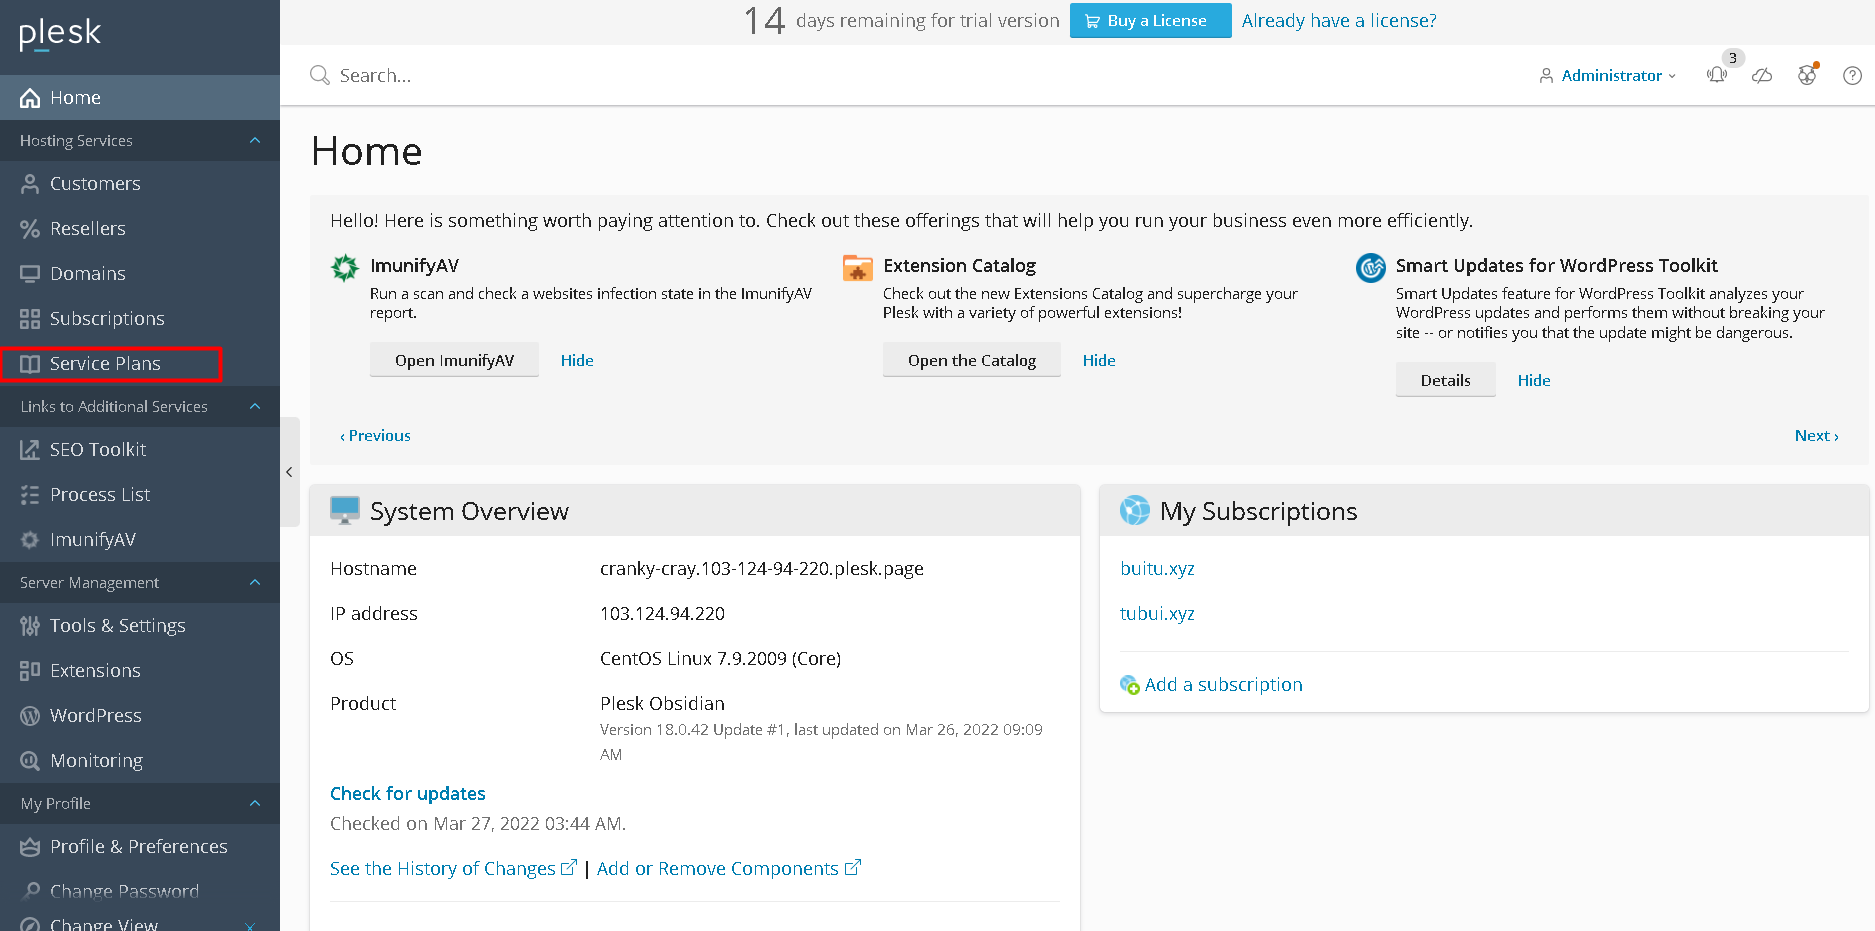 plesk
14 days remaining for trial version Buy a License Already have a license?
Search...
Administrator
3
Home
Hosting Services
Customers
Resellers
Domains
Subscriptions
Service Plans
Links to Additional Services
SEO Toolkit
Process List
ImunifyAV
Server Management
Tools & Settings
Extensions
WordPress
Monitoring
My Profile
Profile & Preferences
Change Password
Change View
Home
Hello! Here is something worth paying attention to. Check out these offerings that will help you run your business even more efficiently.
ImunifyAV
Run a scan and check a websites infection state in the ImunifyAV
report.
Open ImunifyAV Hide
Extension Catalog
Check out the new Extensions Catalog and supercharge your
Plesk with a variety of powerful extensions!
Open the Catalog Hide
Smart Updates for WordPress Toolkit
Smart Updates feature for WordPress Toolkit analyzes your
WordPress updates and performs them without breaking your
site -- or notifies you that the update might be dangerous.
Details Hide
‹ Previous
Next ›
System Overview
Hostname cranky-cray.103-124-94-220.plesk.page
IP address 103.124.94.220
OS CentOS Linux 7.9.2009 (Core)
Product Plesk Obsidian
Version 18.0.42 Update #1, last updated on Mar 26, 2022 09:09
AM
Check for updates
Checked on Mar 27, 2022 03:44 AM.
See the History of Changes | Add or Remove Components
My Subscriptions
buitu.xyz
tubui.xyz
Add a subscription